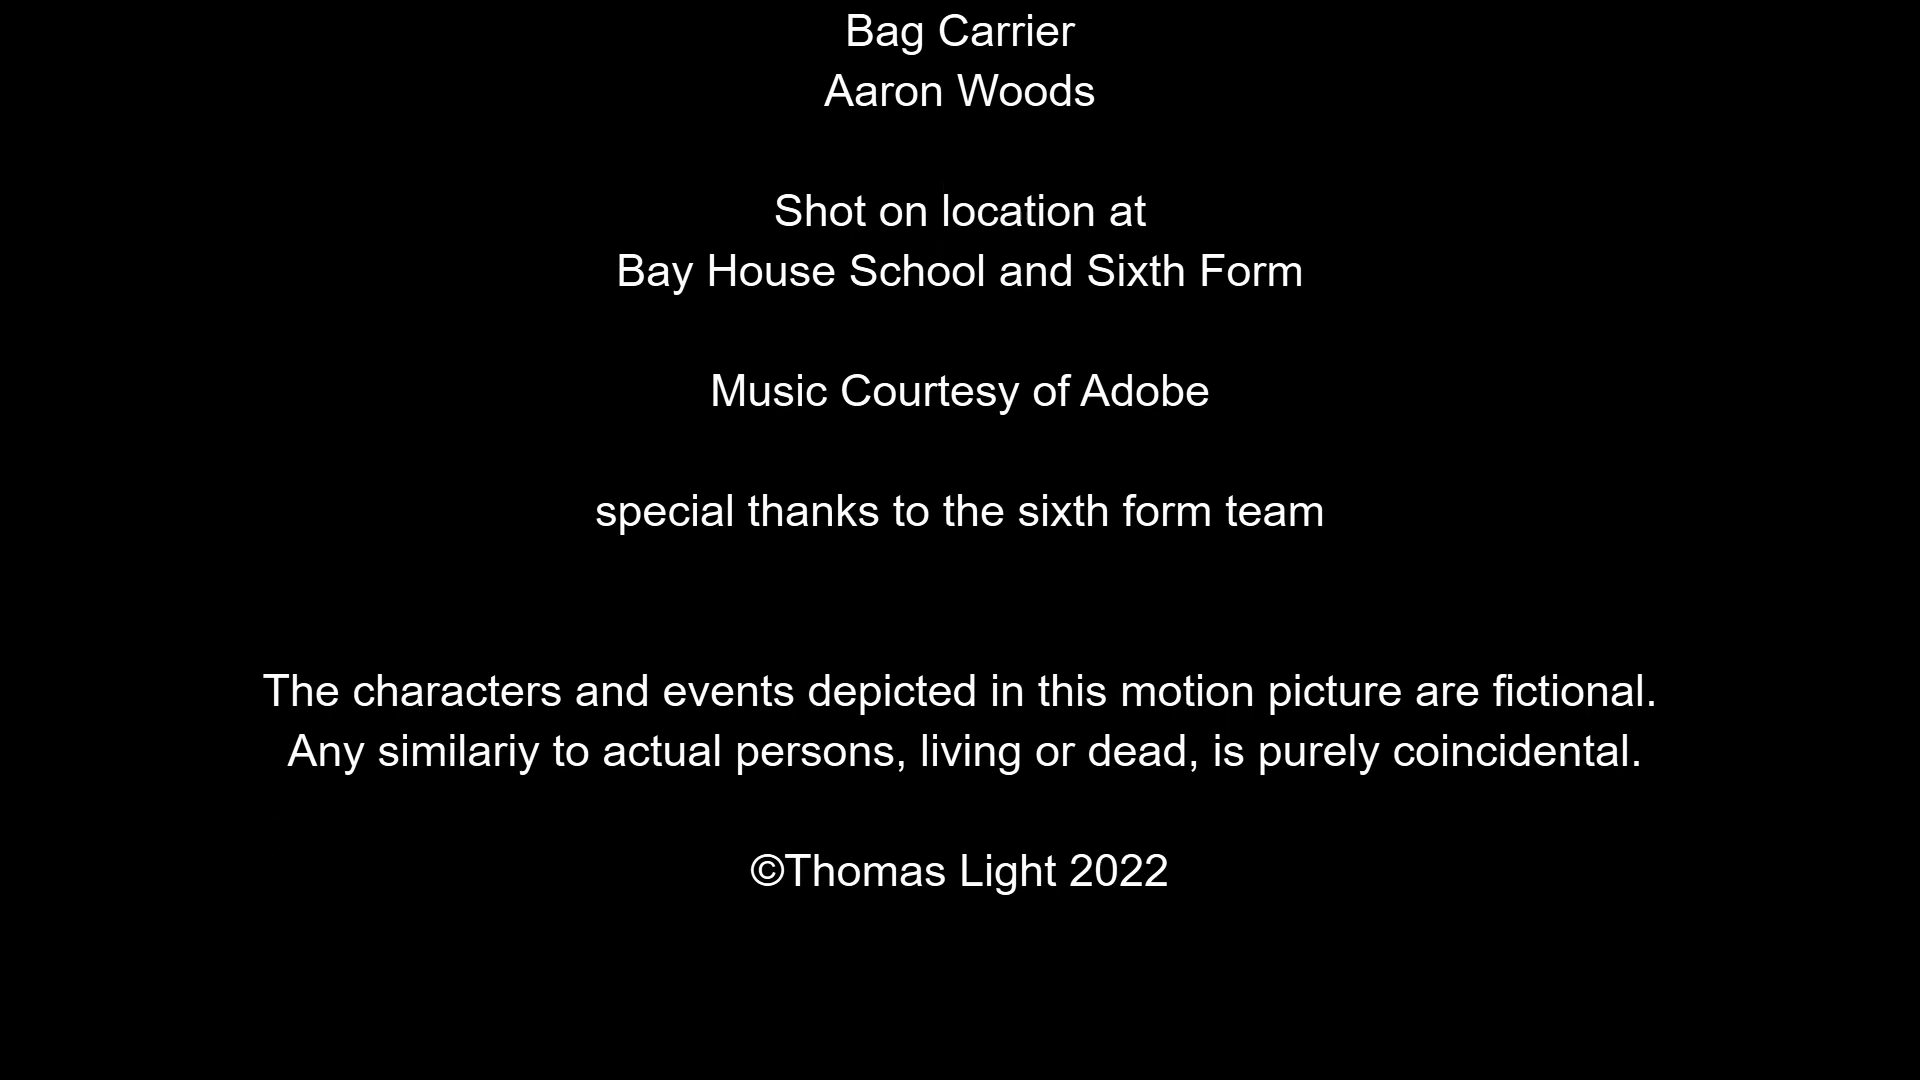 Bag Carrier
Aaron Woods
Shot on location at
Bay House School and Sixth Form
Music Courtesy of Adobe
special thanks to the sixth form team
The characters and events depicted in this motion picture are fictional.
Any similariy to actual persons, living or dead, is purely coincidental.
©Thomas Light 2022